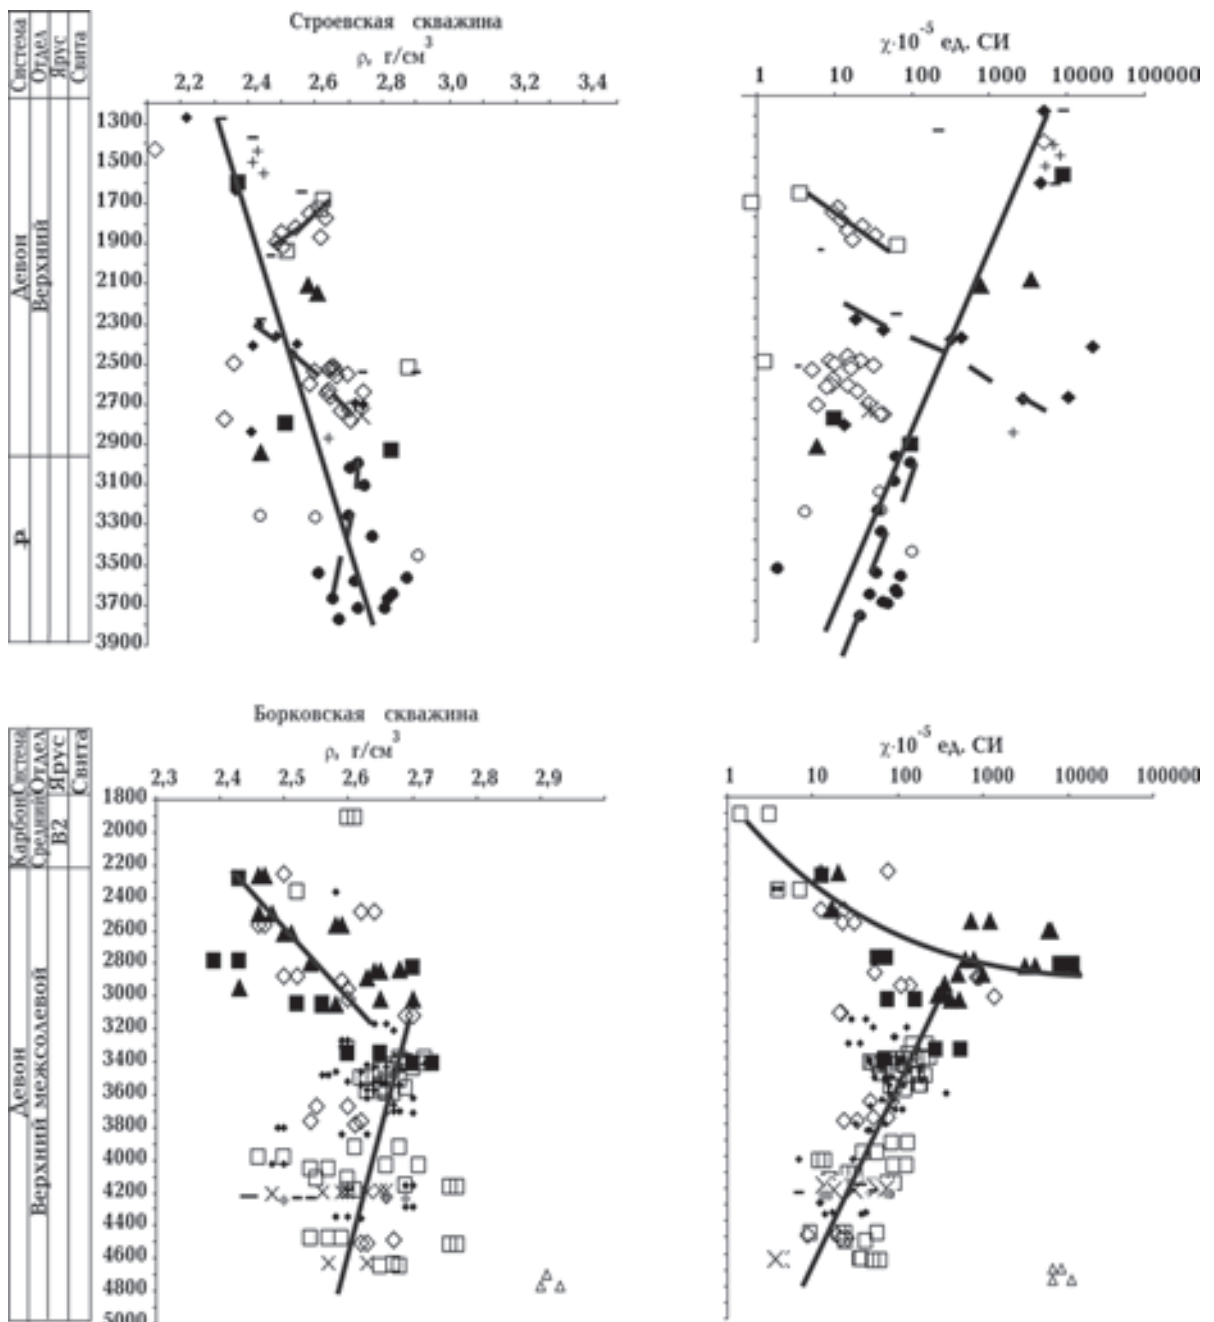 Строевская скважина
ρ, г/см³
2,2 2,4 2,6 2,8 3,0 3,2 3,4
χ·10⁻⁵ ед. СИ
1 10 100 1000 10000 100000
Система
Отдел
Ярус
Свита
Девон
Верхний
1300
1500
1700
1900
2100
2300
2500
2700
2900
3100
3300
3500
3700
3900
Борковская скважина
ρ, г/см³
2,3 2,4 2,5 2,6 2,7 2,8 2,9
χ·10⁻⁵ ед. СИ
1 10 100 1000 10000 100000
Система
Отдел
Ярус
Свита
Карбон
Средний
В2
Девон
Верхний межсолевой
1800
2000
2200
2400
2600
2800
3000
3200
3400
3600
3800
4000
4200
4400
4600
4800
5000